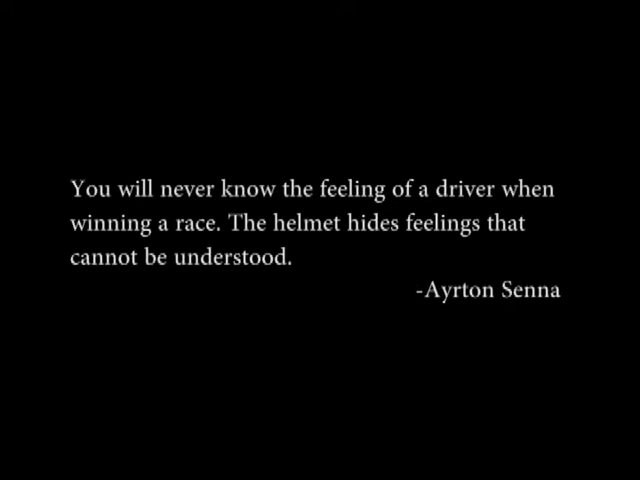 You will never know the feeling of a driver when
winning a race. The helmet hides feelings that
cannot be understood.
-Ayrton Senna